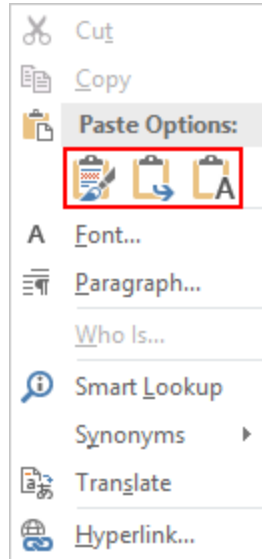 Cut
Copy
Paste Options:
A
A Font...
Paragraph...
Who Is...
Smart Lookup
Synonyms
Translate
Hyperlink...